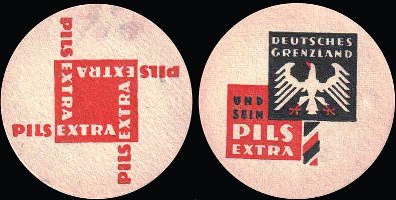 PILS EXTRA
PILS EXTRA
PILS EXTRA
PILS EXTRA
DEUTSCHES
GRENZLAND
UND
SEIN
PILS
EXTRA